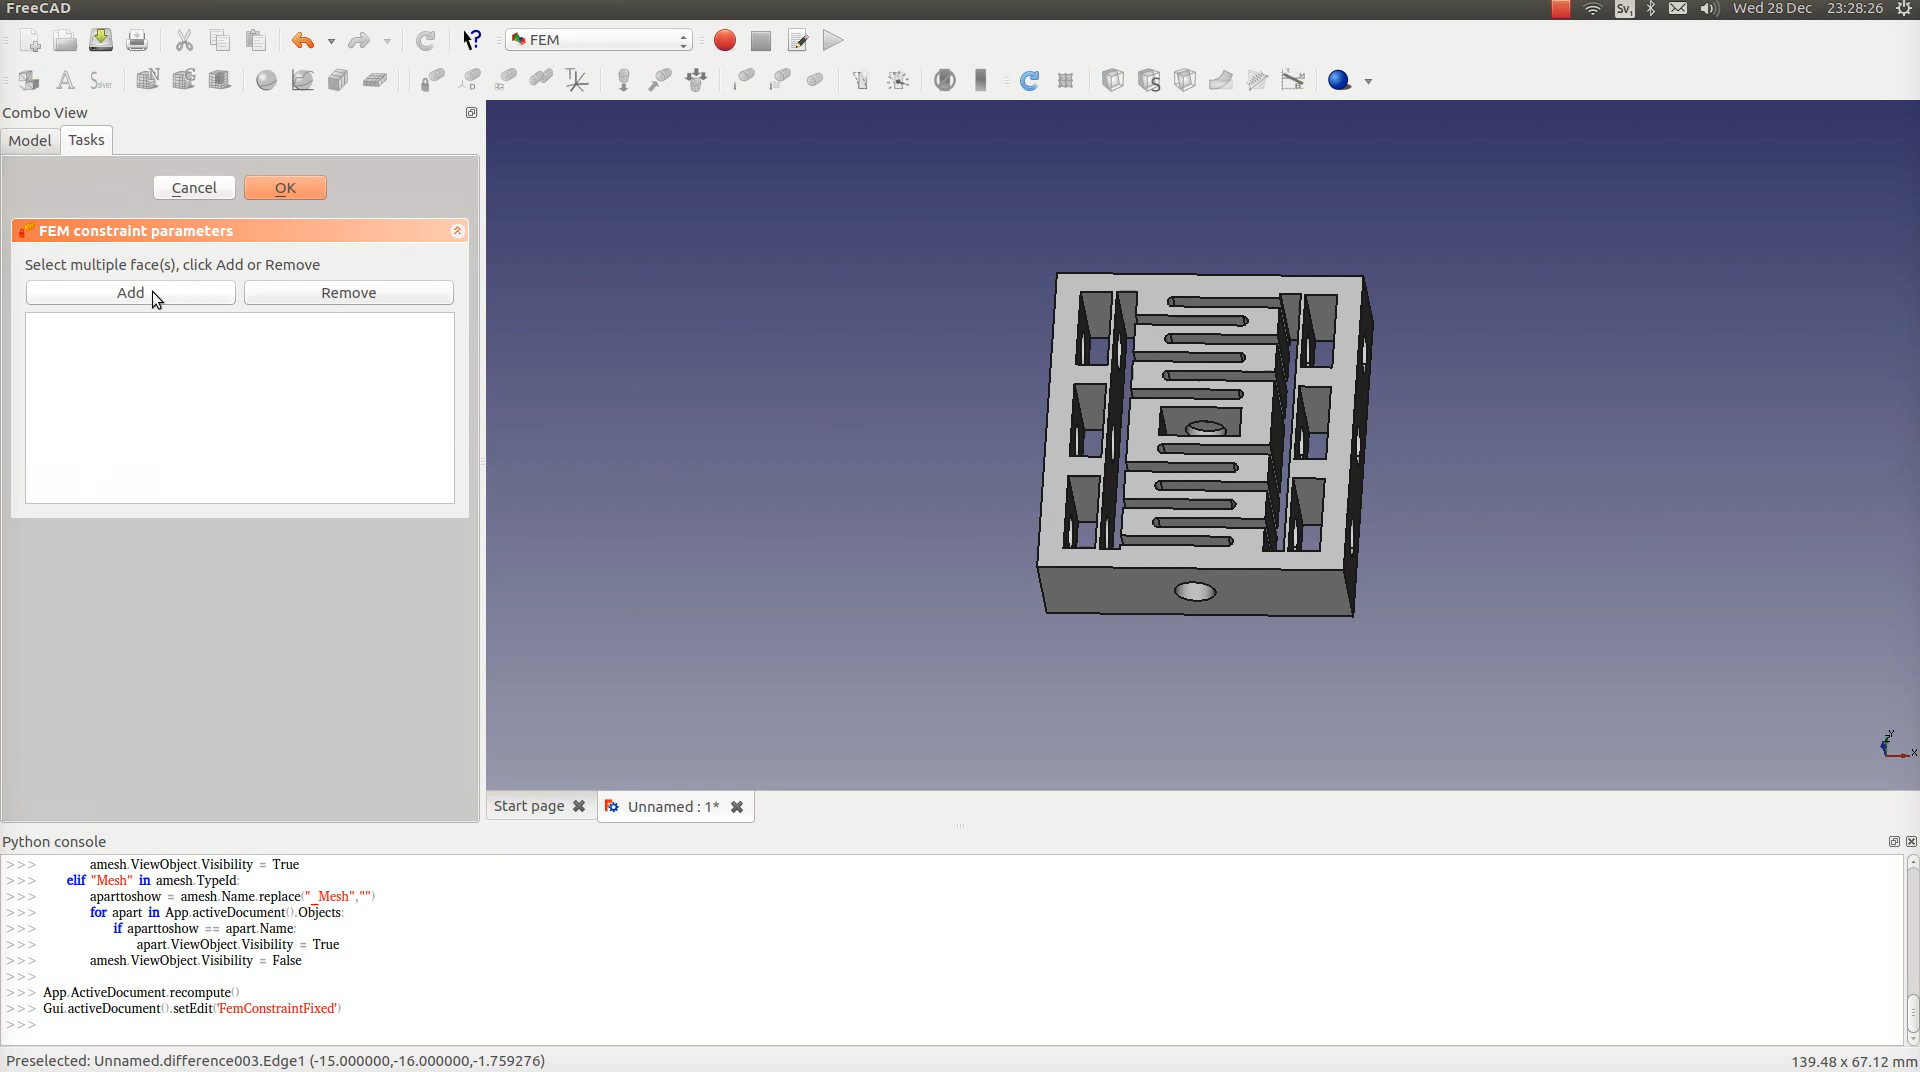 FreeCAD
Sv₁
Wed 28 Dec 23:28:26
FEM
Solver
Combo View
Model Tasks
Cancel OK
FEM constraint parameters
Select multiple face(s), click Add or Remove
Add Remove
Y
Z
X
Start page Unnamed : 1*
Python console
>>> amesh.ViewObject.Visibility = True
>>> elif "Mesh" in amesh.TypeId:
>>> aparttoshow = amesh.Name.replace("_Mesh","")
>>> for apart in App.activeDocument().Objects:
>>> if aparttoshow == apart.Name:
>>> apart.ViewObject.Visibility = True
>>> amesh.ViewObject.Visibility = False
>>>
>>> App.ActiveDocument.recompute()
>>> Gui.activeDocument().setEdit('FemConstraintFixed')
>>>
Preselected: Unnamed.difference003.Edge1 (-15.000000,-16.000000,-1.759276)
139.48 x 67.12 mm